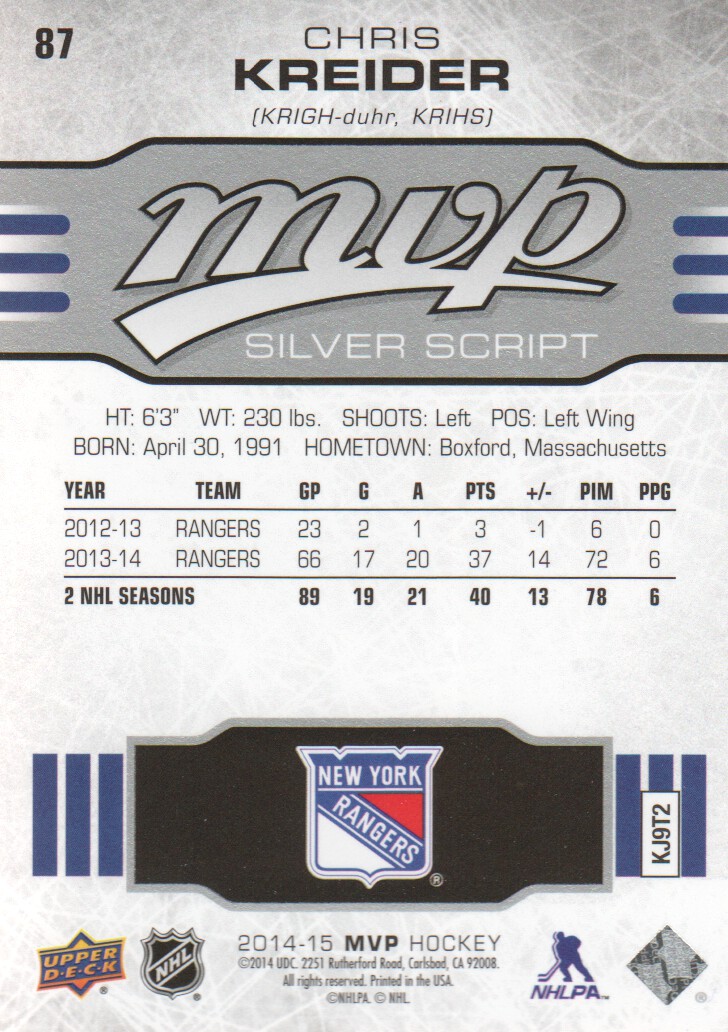 87
CHRIS
KREIDER
(KRIGH-duhr, KRIHS)
mvp
SILVER SCRIPT
HT: 6'3" WT: 230 lbs. SHOOTS: Left POS: Left Wing
BORN: April 30, 1991 HOMETOWN: Boxford, Massachusetts
YEAR TEAM GP G A PTS +/- PIM PPG
2012-13 RANGERS 23 2 1 3 -1 6 0
2013-14 RANGERS 66 17 20 37 14 72 6
2 NHL SEASONS 89 19 21 40 13 78 6
NEW YORK
RANGERS
®
KJ9T2
UPPER
D·E·C·K
®
NHL
®
2014-15 MVP HOCKEY
©2014 UDC. 2251 Rutherford Road, Carlsbad, CA 92008.
All rights reserved. Printed in the USA.
©NHLPA. © NHL.
NHLPA™
®